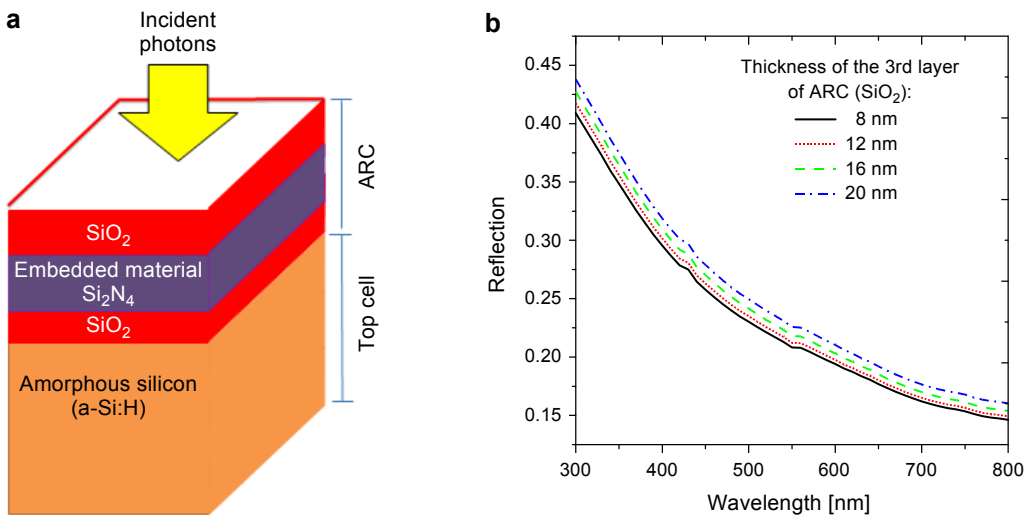 a
Incident
photons
ARC
Top cell
SiO₂
Embedded material
Si₂N₄
SiO₂
Amorphous silicon
(a-Si:H)
b
Thickness of the 3rd layer
of ARC (SiO₂):
8 nm
12 nm
16 nm
20 nm
Reflection
0.45
0.40
0.35
0.30
0.25
0.20
0.15
300 400 500 600 700 800
Wavelength [nm]